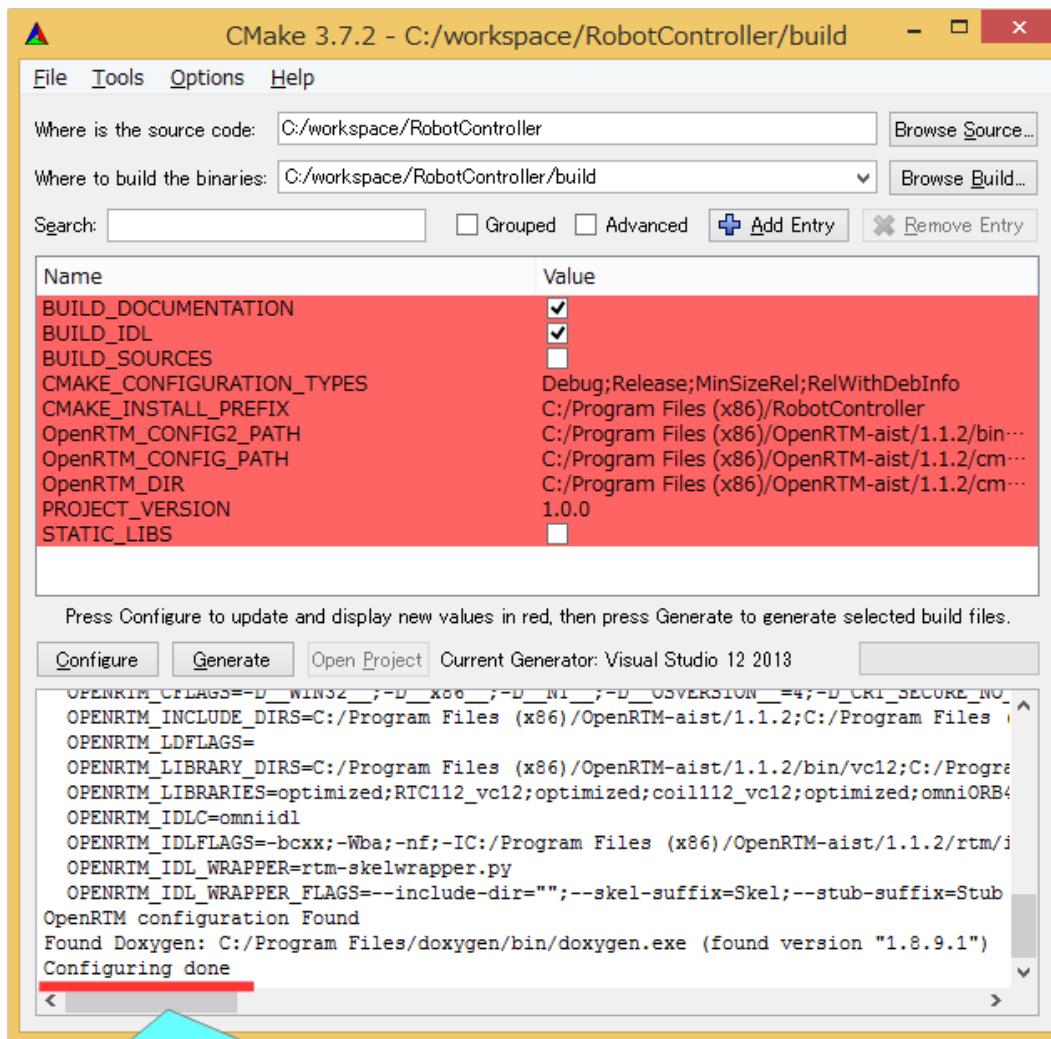 CMake 3.7.2 - C:/workspace/RobotController/build
File Tools Options Help
Where is the source code: C:/workspace/RobotController Browse Source...
Where to build the binaries: C:/workspace/RobotController/build Browse Build...
Search: Grouped Advanced Add Entry Remove Entry
Name Value
BUILD_DOCUMENTATION
BUILD_IDL
BUILD_SOURCES
CMAKE_CONFIGURATION_TYPES Debug;Release;MinSizeRel;RelWithDebInfo
CMAKE_INSTALL_PREFIX C:/Program Files (x86)/RobotController
OpenRTM_CONFIG2_PATH C:/Program Files (x86)/OpenRTM-aist/1.1.2/bin...
OpenRTM_CONFIG_PATH C:/Program Files (x86)/OpenRTM-aist/1.1.2/cm...
OpenRTM_DIR C:/Program Files (x86)/OpenRTM-aist/1.1.2/cm...
PROJECT_VERSION 1.0.0
STATIC_LIBS
Press Configure to update and display new values in red, then press Generate to generate selected build files.
Configure Generate Open Project Current Generator: Visual Studio 12 2013
OPENRTM_CFLAGS=-D__WIN32__;-D__x86__;-D__NT__;-D__OSVERSION__=4;-D_CRT_SECURE_NO_
OPENRTM_INCLUDE_DIRS=C:/Program Files (x86)/OpenRTM-aist/1.1.2;C:/Program Files (
OPENRTM_LDFLAGS=
OPENRTM_LIBRARY_DIRS=C:/Program Files (x86)/OpenRTM-aist/1.1.2/bin/vc12;C:/Progra
OPENRTM_LIBRARIES=optimized;RTC112_vc12;optimized;coil112_vc12;optimized;omniORB4
OPENRTM_IDLC=omniidl
OPENRTM_IDLFLAGS=-bcxx;-Wba;-nf;-IC:/Program Files (x86)/OpenRTM-aist/1.1.2/rtm/i
OPENRTM_IDL_WRAPPER=rtm-skelwrapper.py
OPENRTM_IDL_WRAPPER_FLAGS=--include-dir="";--skel-suffix=Skel;--stub-suffix=Stub
OpenRTM configuration Found
Found Doxygen: C:/Program Files/doxygen/bin/doxygen.exe (found version "1.8.9.1")
Configuring done